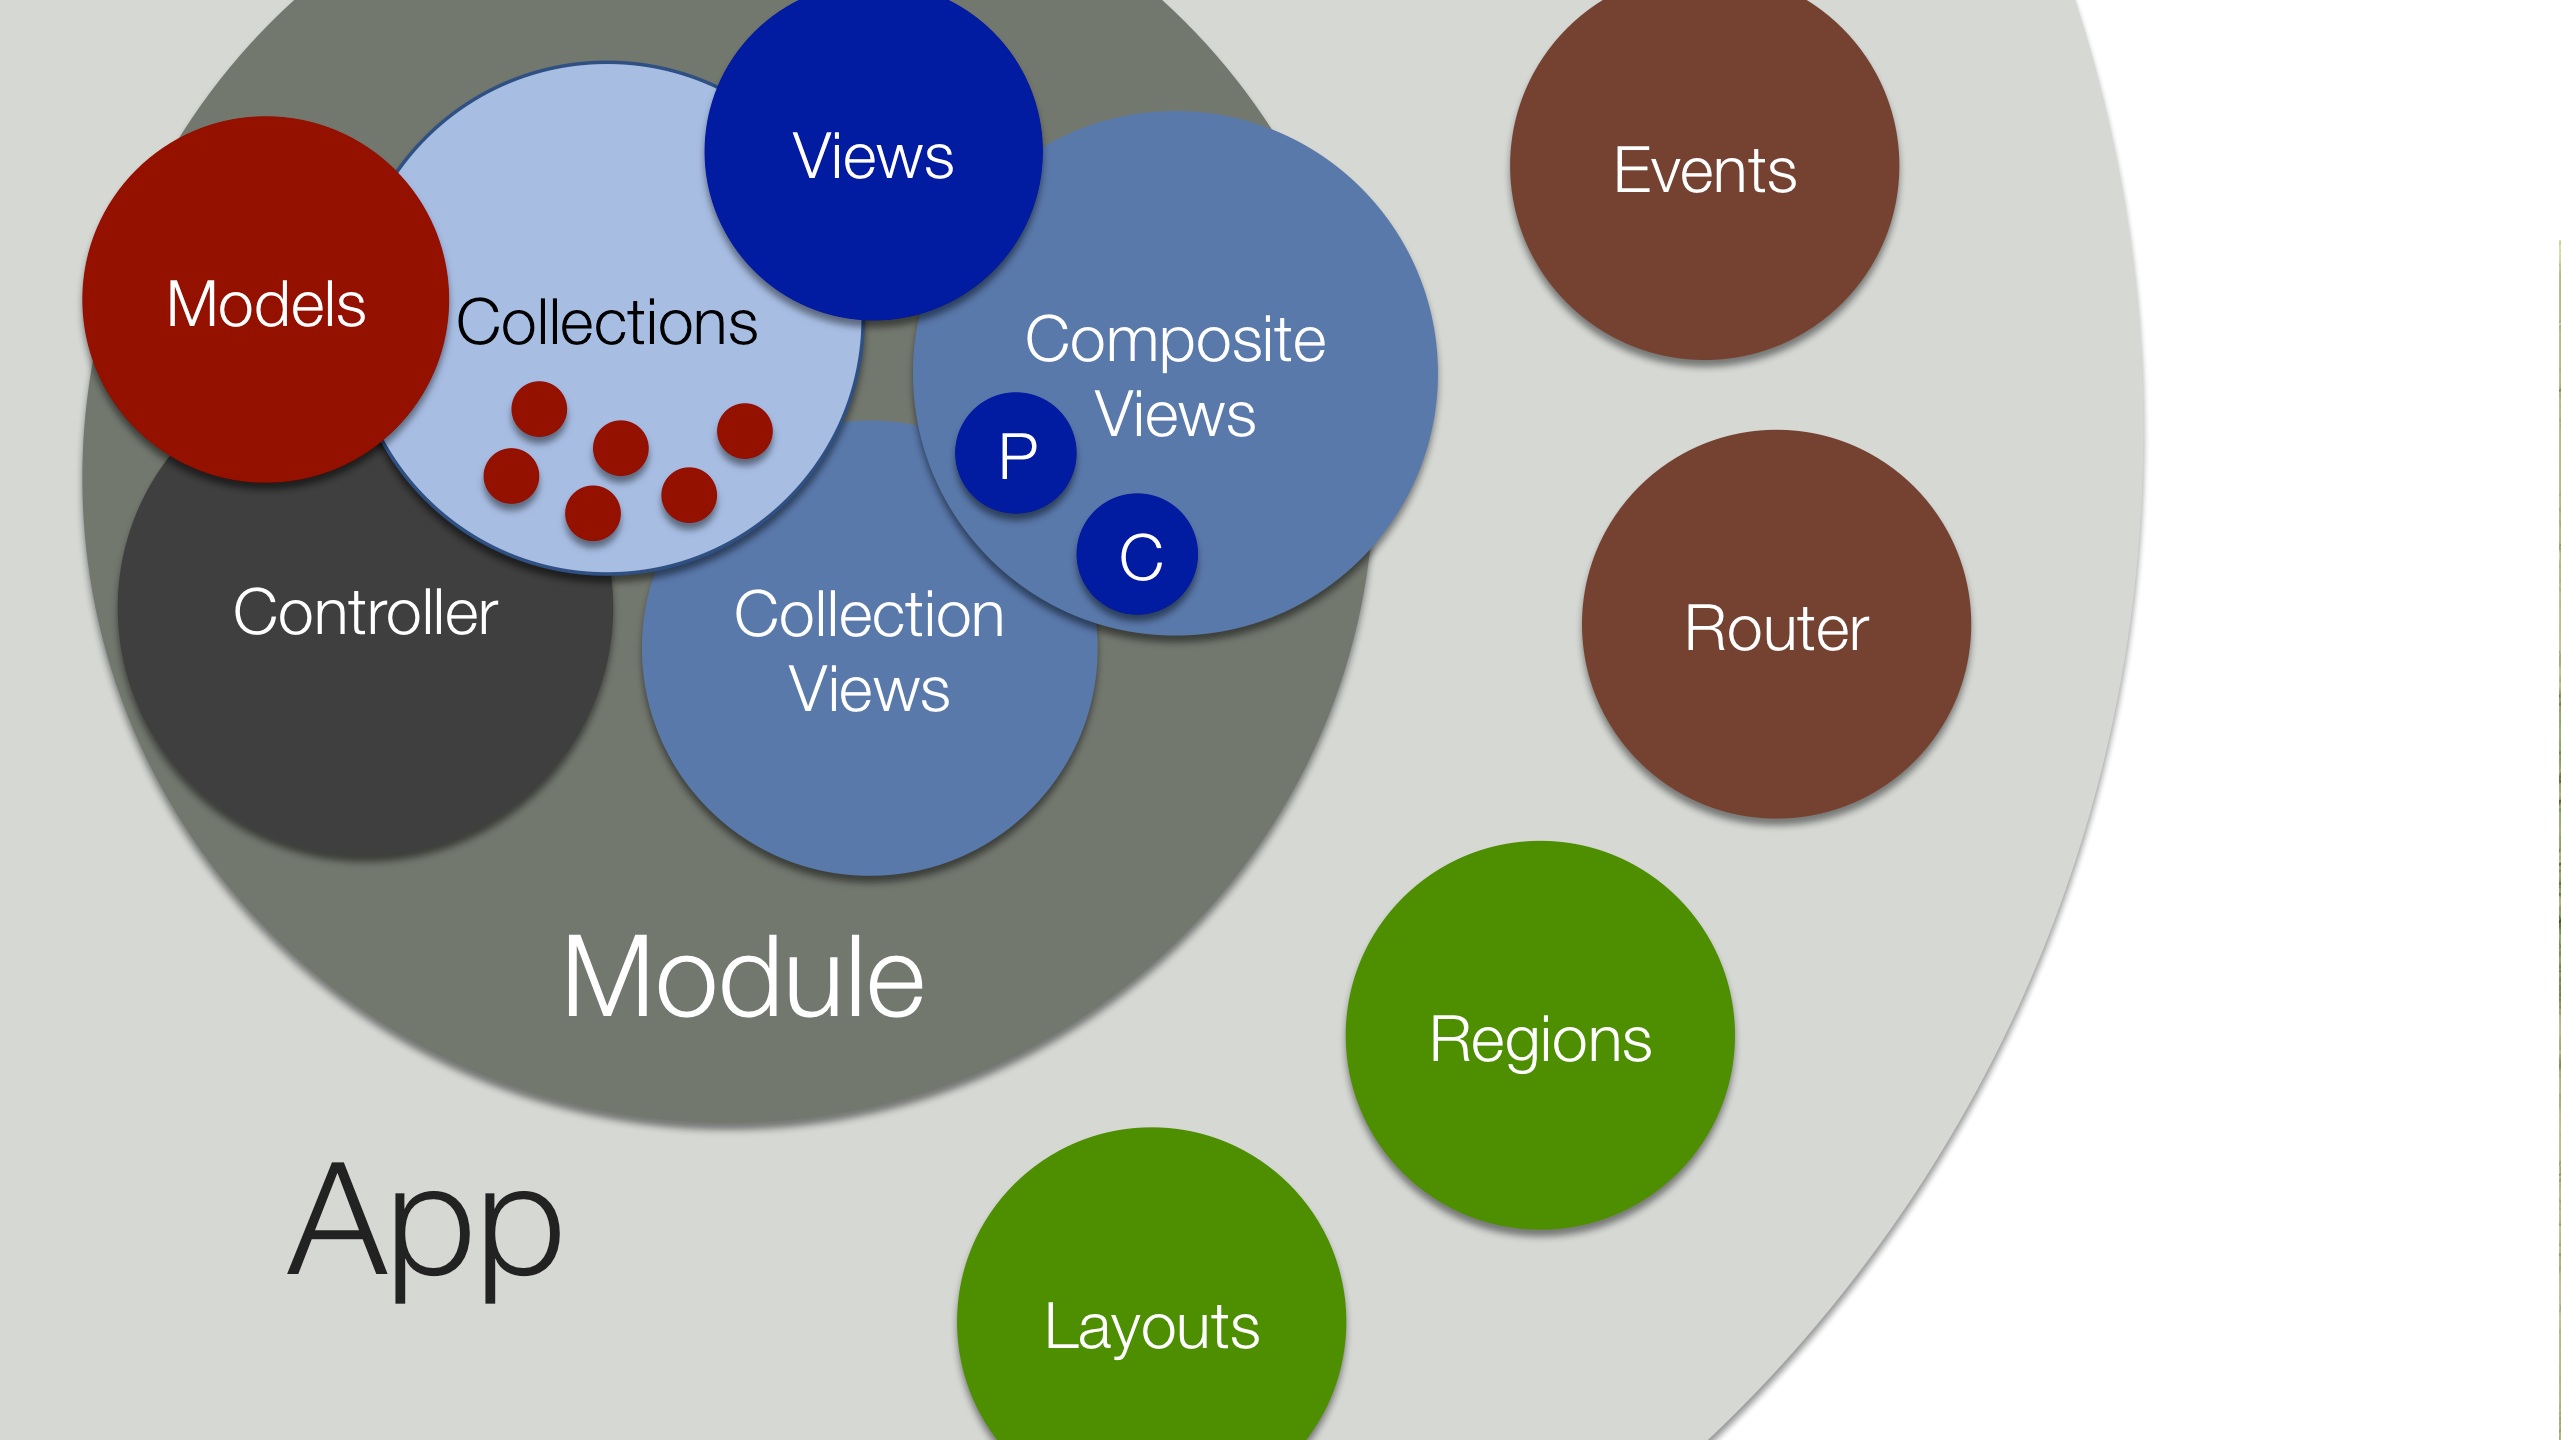 Views
Events
Models
Collections
Composite
Views
P
C
Controller
Collection
Views
Router
Module
Regions
App
Layouts